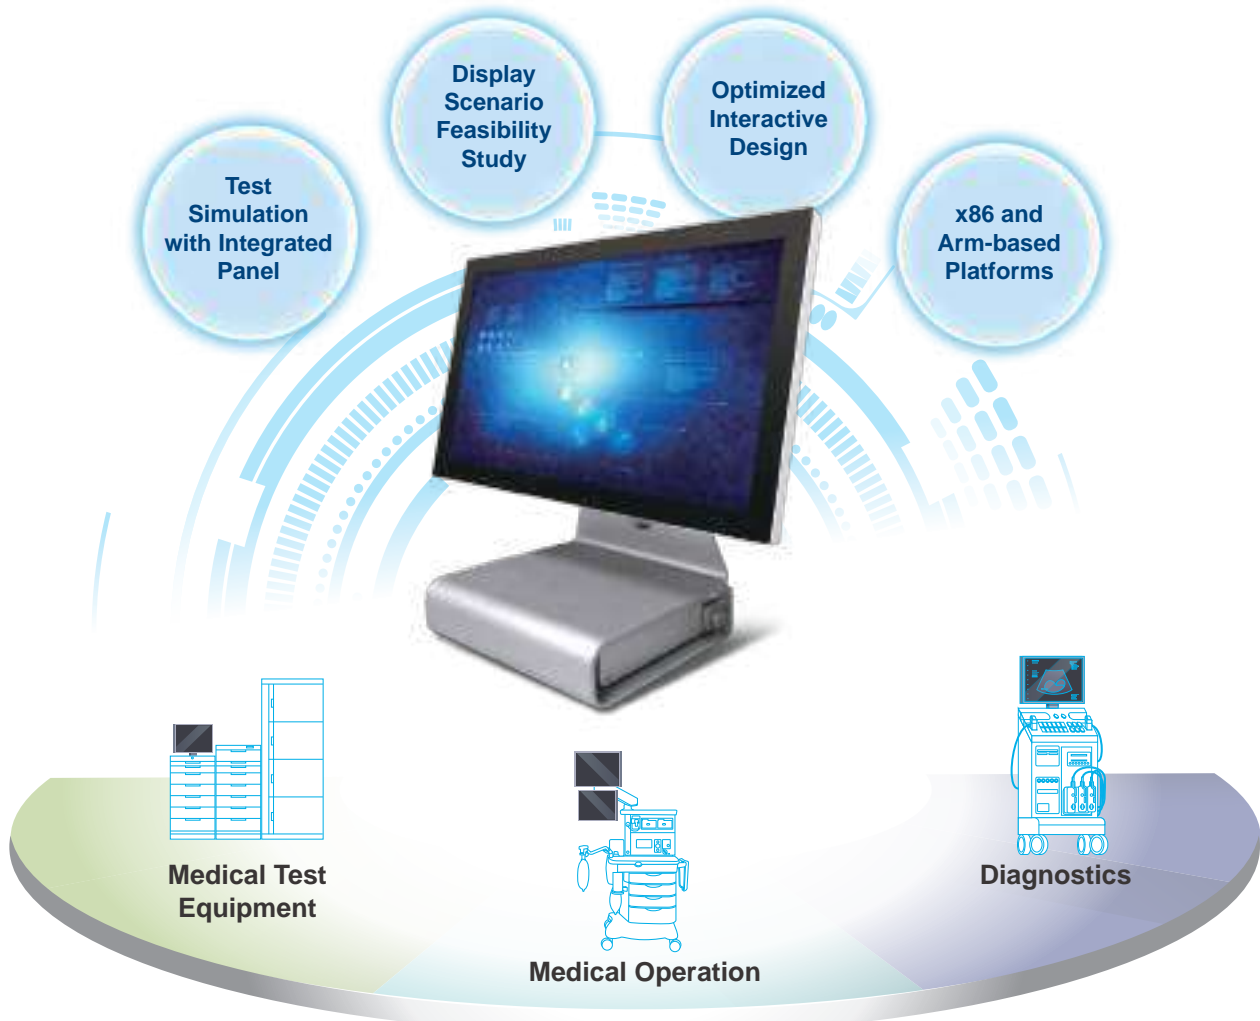 Display
Scenario
Feasibility
Study
Optimized
Interactive
Design
Test
Simulation
with Integrated
Panel
x86 and
Arm-based
Platforms
Medical Test
Equipment
Medical Operation
Diagnostics